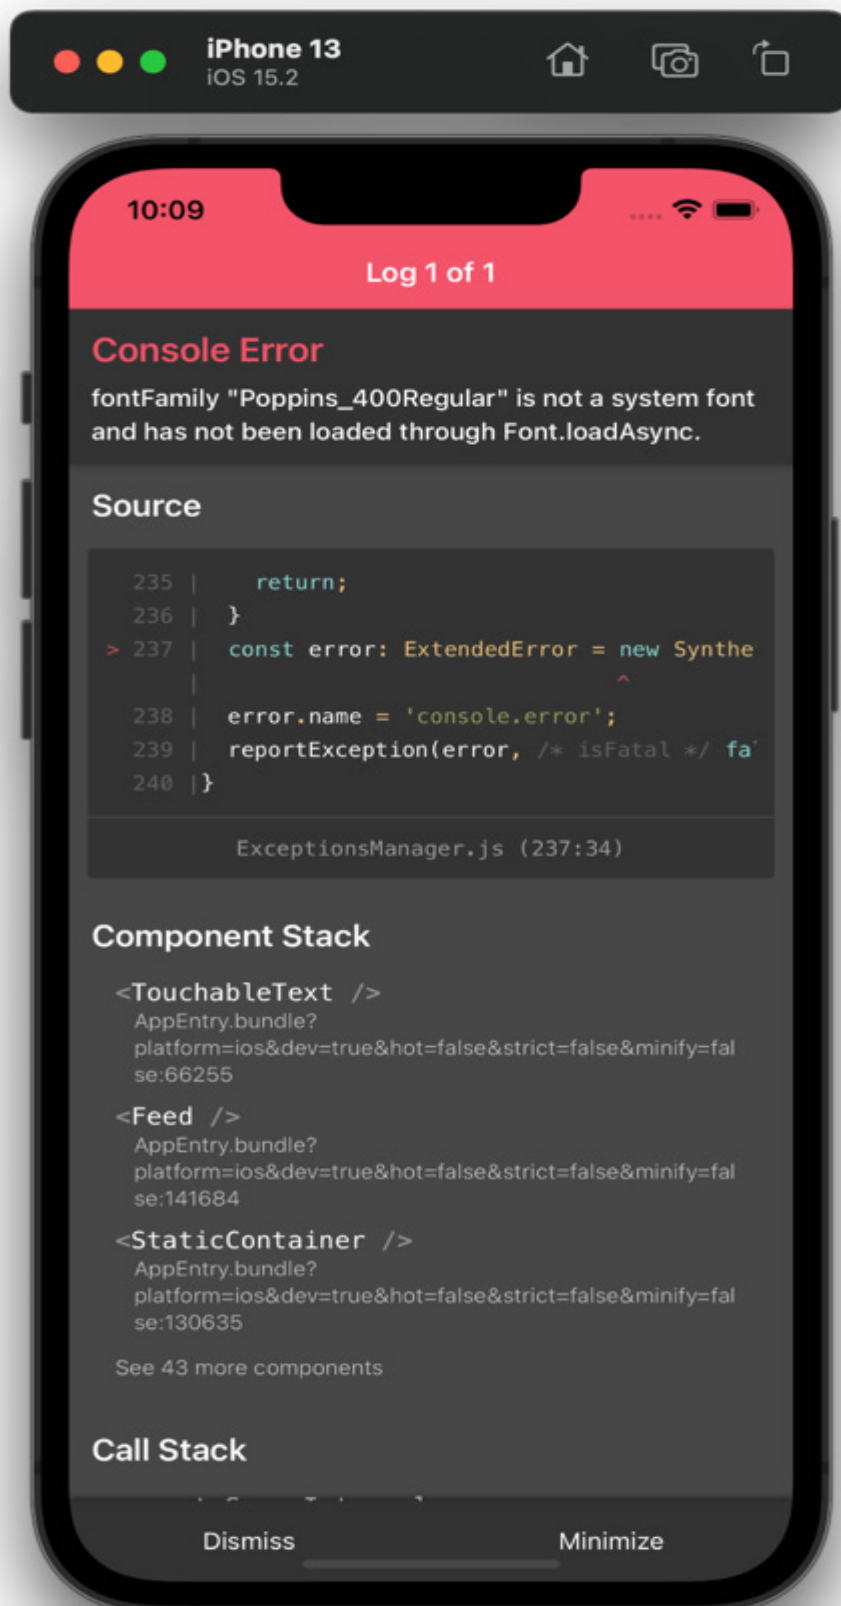 iPhone 13
iOS 15.2
10:09
Log 1 of 1
Console Error
fontFamily "Poppins_400Regular" is not a system font
and has not been loaded through Font.loadAsync.
Source
235 | return;
236 | }
> 237 | const error: ExtendedError = new Synthe
| ^
238 | error.name = 'console.error';
239 | reportException(error, /* isFatal */ fa
240 |}
ExceptionsManager.js (237:34)
Component Stack
<TouchableText />
AppEntry.bundle?
platform=ios&dev=true&hot=false&strict=false&minify=fal
se:66255
<Feed />
AppEntry.bundle?
platform=ios&dev=true&hot=false&strict=false&minify=fal
se:141684
<StaticContainer />
AppEntry.bundle?
platform=ios&dev=true&hot=false&strict=false&minify=fal
se:130635
See 43 more components
Call Stack
Dismiss
Minimize